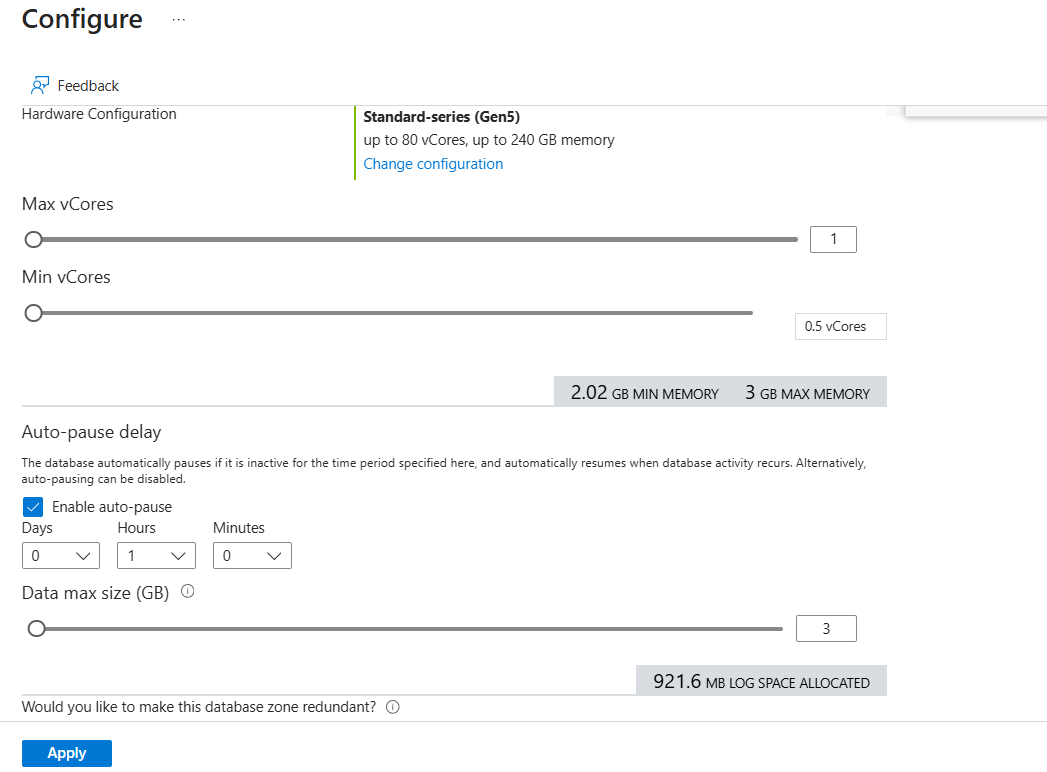 Configure ...
Feedback
Hardware Configuration
Standard-series (Gen5)
up to 80 vCores, up to 240 GB memory
Change configuration
Max vCores
1
Min vCores
0.5 vCores
2.02 GB MIN MEMORY 3 GB MAX MEMORY
Auto-pause delay
The database automatically pauses if it is inactive for the time period specified here, and automatically resumes when database activity recurs. Alternatively,
auto-pausing can be disabled.
Enable auto-pause
Days Hours Minutes
0 1 0
Data max size (GB)
3
921.6 MB LOG SPACE ALLOCATED
Would you like to make this database zone redundant?
Apply